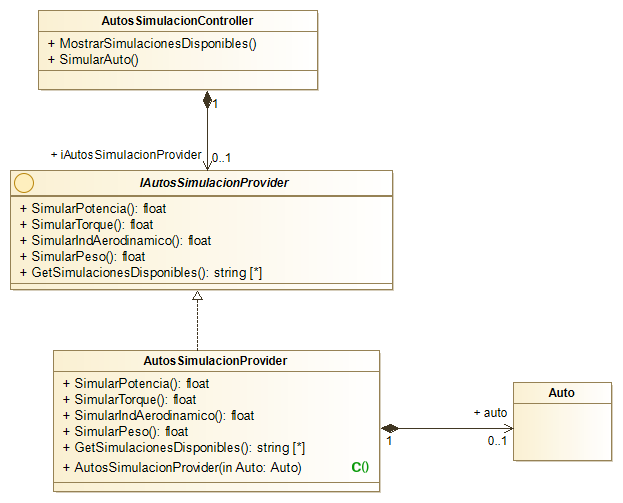 AutosSimulacionController
+ MostrarSimulacionesDisponibles()
+ SimularAuto()
1
+ iAutosSimulacionProvider
0..1
IAutosSimulacionProvider
+ SimularPotencia(): float
+ SimularTorque(): float
+ SimularIndAerodinamico(): float
+ SimularPeso(): float
+ GetSimulacionesDisponibles(): string [*]
AutosSimulacionProvider
+ SimularPotencia(): float
+ SimularTorque(): float
+ SimularIndAerodinamico(): float
+ SimularPeso(): float
+ GetSimulacionesDisponibles(): string [*]
+ AutosSimulacionProvider(in Auto: Auto) C()
1
+ auto
0..1
Auto